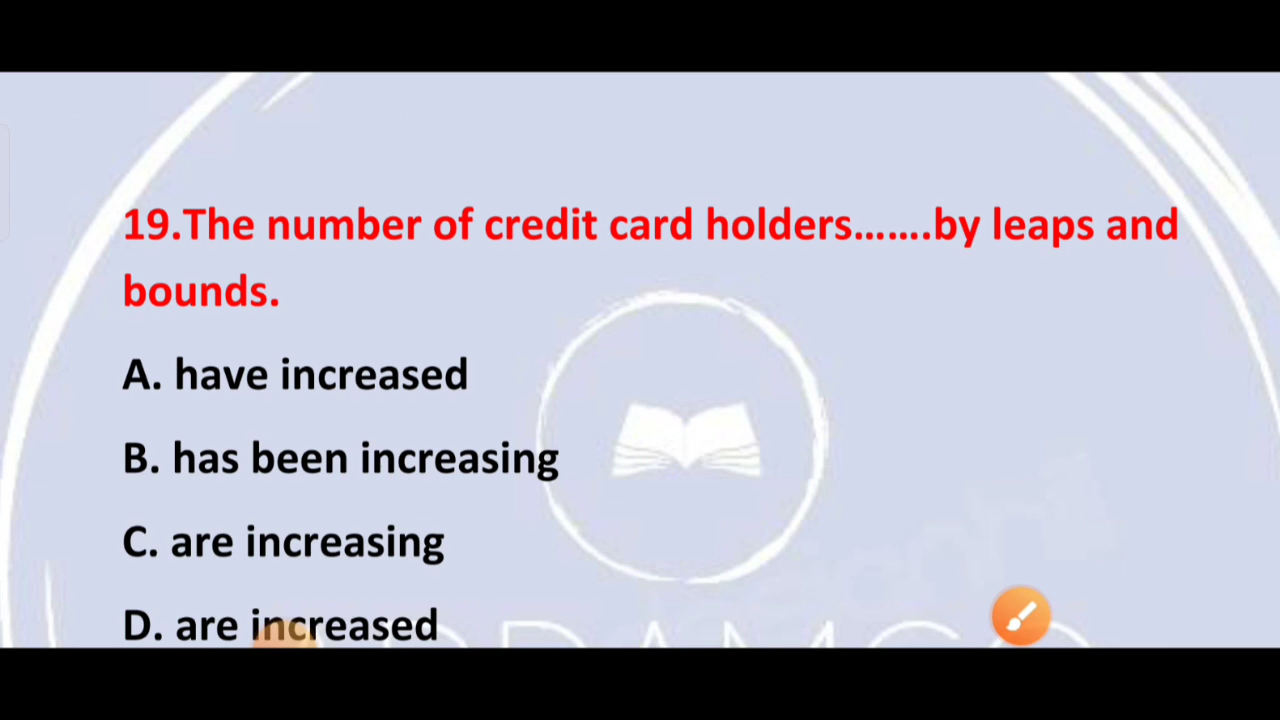 19.The number of credit card holders.......by leaps and
bounds.
A. have increased
B. has been increasing
C. are increasing
D. are increased